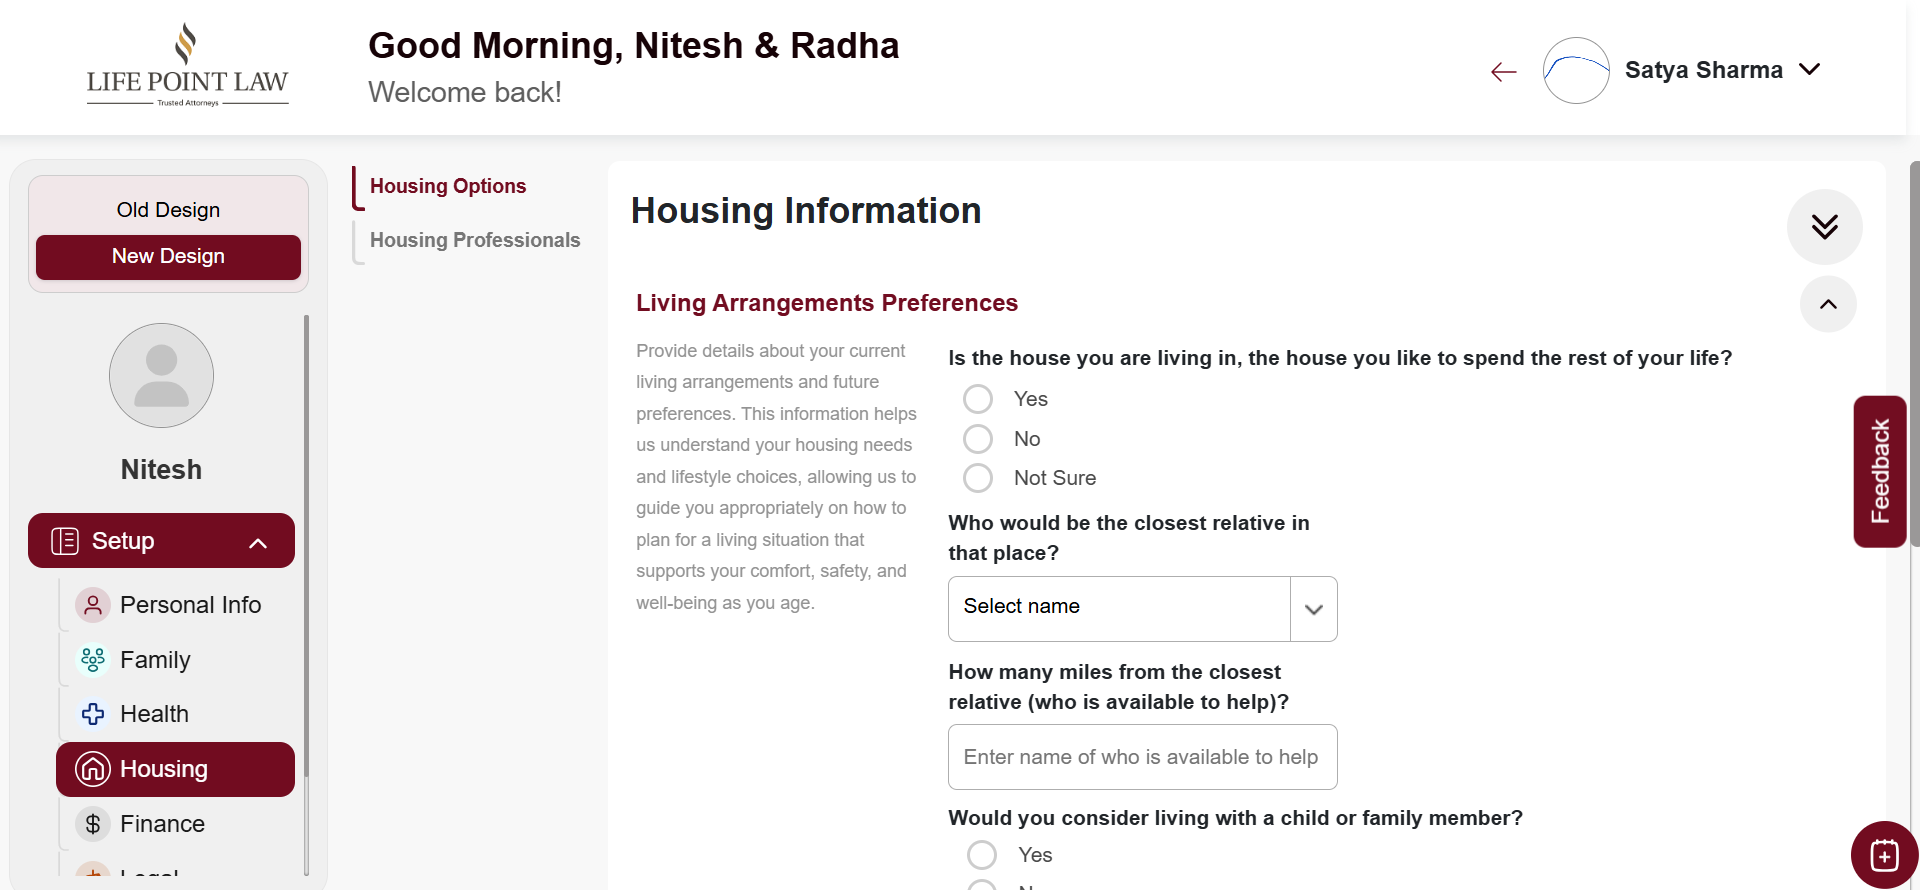 LIFE POINT LAW
Trusted Attorneys
Good Morning, Nitesh & Radha
Welcome back!
Satya Sharma
Old Design
New Design
Nitesh
Setup
Personal Info
Family
Health
Housing
Finance
Legal
Housing Options
Housing Professionals
Housing Information
Living Arrangements Preferences
Provide details about your current
living arrangements and future
preferences. This information helps
us understand your housing needs
and lifestyle choices, allowing us to
guide you appropriately on how to
plan for a living situation that
supports your comfort, safety, and
well-being as you age.
Is the house you are living in, the house you like to spend the rest of your life?
Yes
No
Not Sure
Who would be the closest relative in
that place?
Select name
How many miles from the closest
relative (who is available to help)?
Enter name of who is available to help
Would you consider living with a child or family member?
Yes
No
Feedback